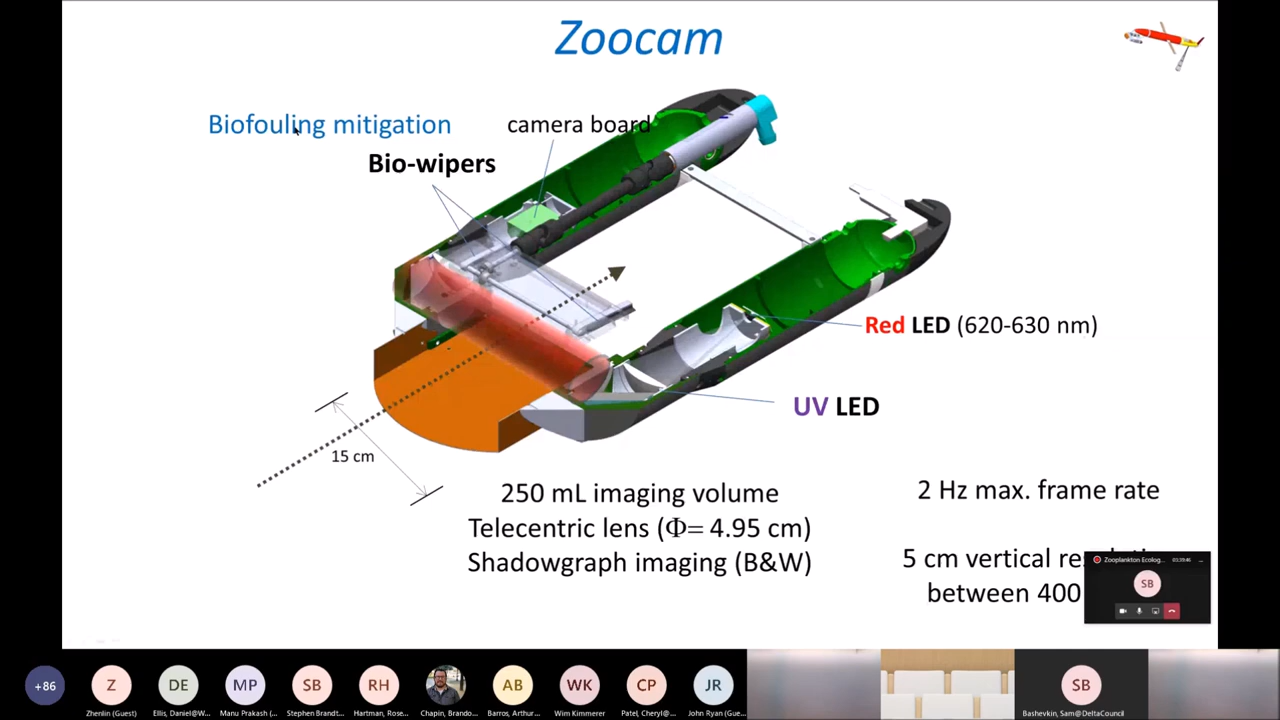 Zoocam
Biofouling mitigation
camera board
Bio-wipers
Red LED (620-630 nm)
UV LED
15 cm
250 mL imaging volume
Telecentric lens (Φ= 4.95 cm)
Shadowgraph imaging (B&W)
2 Hz max. frame rate
5 cm vertical
between 400
Zooplankton Ecolog...
SB
+86
Z
DE
MP
SB
RH
AB
WK
CP
JR
SB
Zhenlin (Guest)
Ellis, Daniel@W...
Manu Prakash (...
Stephen Brandt...
Hartman, Rose...
Chapin, Brando...
Barros, Arthur...
Wim Kimmerer
Patel, Cheryl@...
John Ryan (Gue...
Bashevkin, Sam@DeltaCouncil